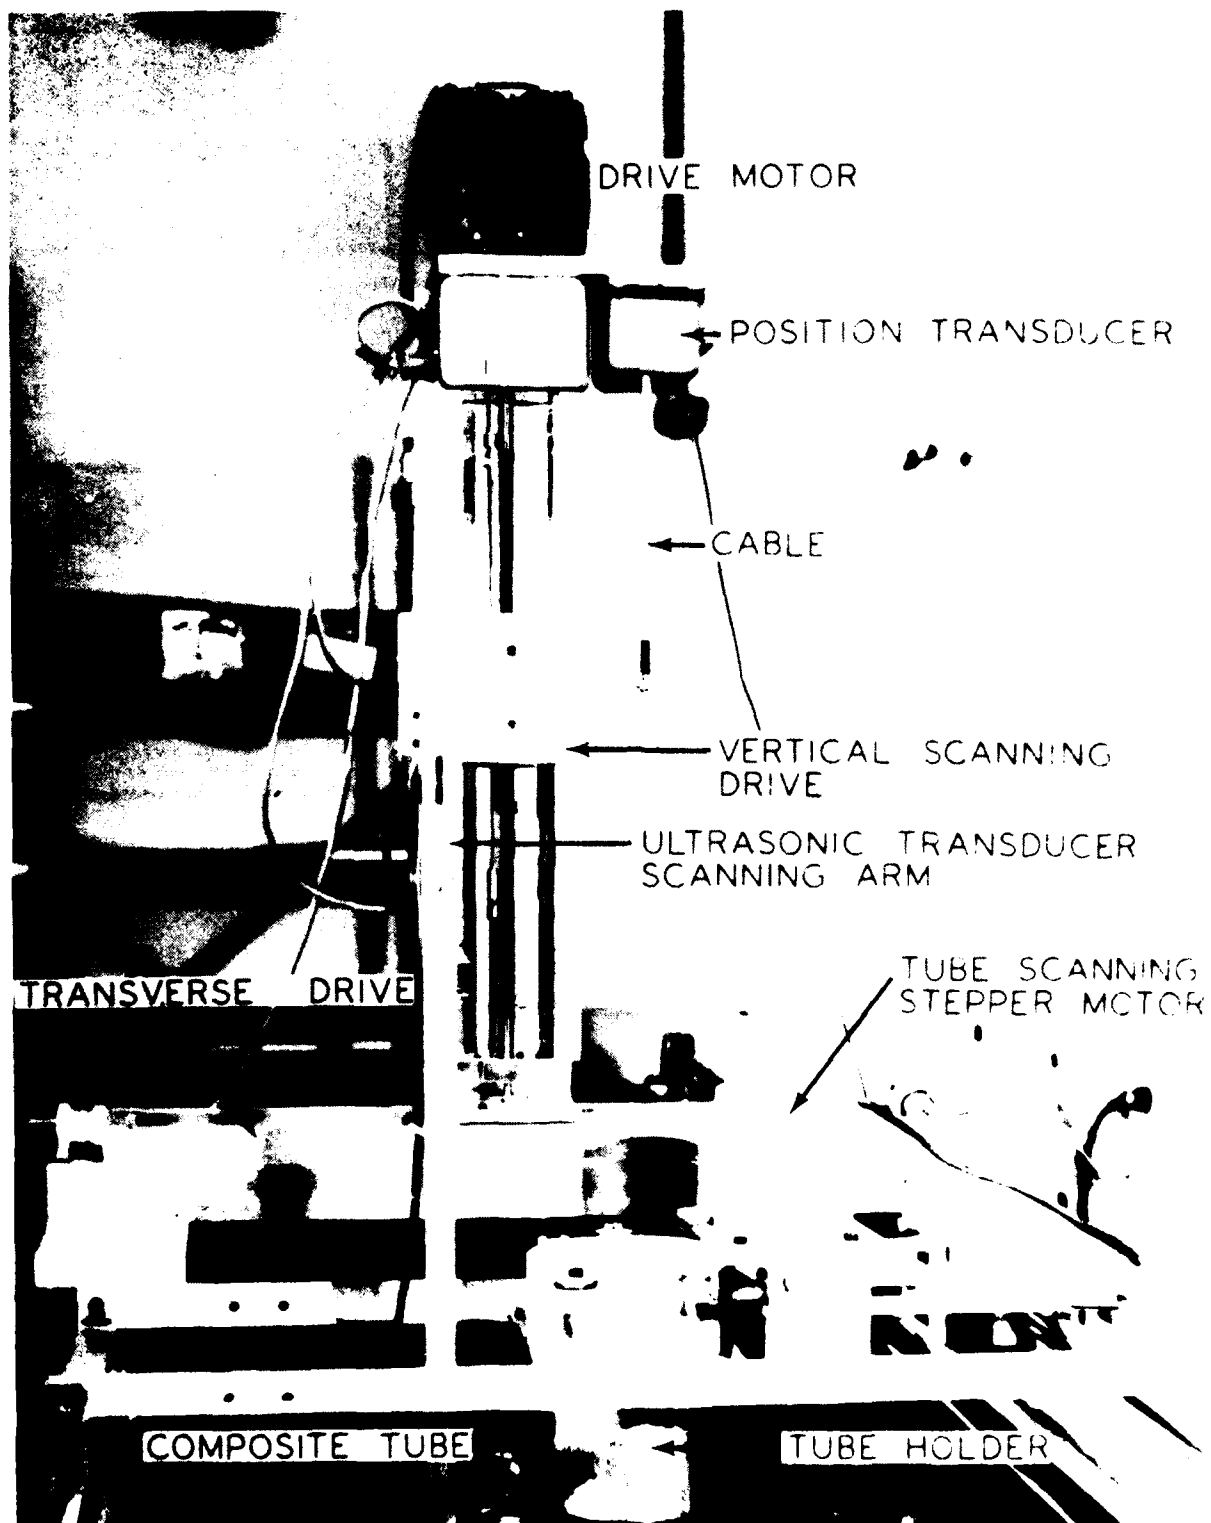 DRIVE MOTOR
POSITION TRANSDUCER
CABLE
VERTICAL SCANNING
DRIVE
ULTRASONIC TRANSDUCER
SCANNING ARM
TUBE SCANNING
STEPPER MOTOR
TRANSVERSE DRIVE
COMPOSITE TUBE
TUBE HOLDER